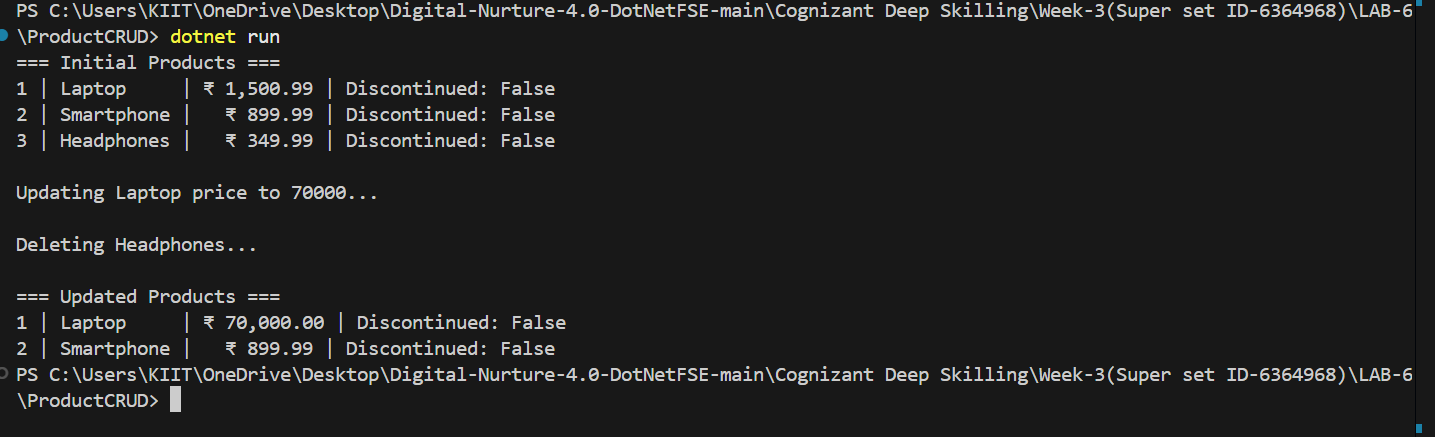 PS C:\Users\KIIT\OneDrive\Desktop\Digital-Nurture-4.0-DotNetFSE-main\Cognizant Deep Skilling\Week-3(Super set ID-6364968)\LAB-6
\ProductCRUD> dotnet run
=== Initial Products ===
1 | Laptop     | ₹ 1,500.99 | Discontinued: False
2 | Smartphone |   ₹ 899.99 | Discontinued: False
3 | Headphones |   ₹ 349.99 | Discontinued: False
Updating Laptop price to 70000...
Deleting Headphones...
=== Updated Products ===
1 | Laptop     | ₹ 70,000.00 | Discontinued: False
2 | Smartphone |   ₹ 899.99 | Discontinued: False
PS C:\Users\KIIT\OneDrive\Desktop\Digital-Nurture-4.0-DotNetFSE-main\Cognizant Deep Skilling\Week-3(Super set ID-6364968)\LAB-6
\ProductCRUD>